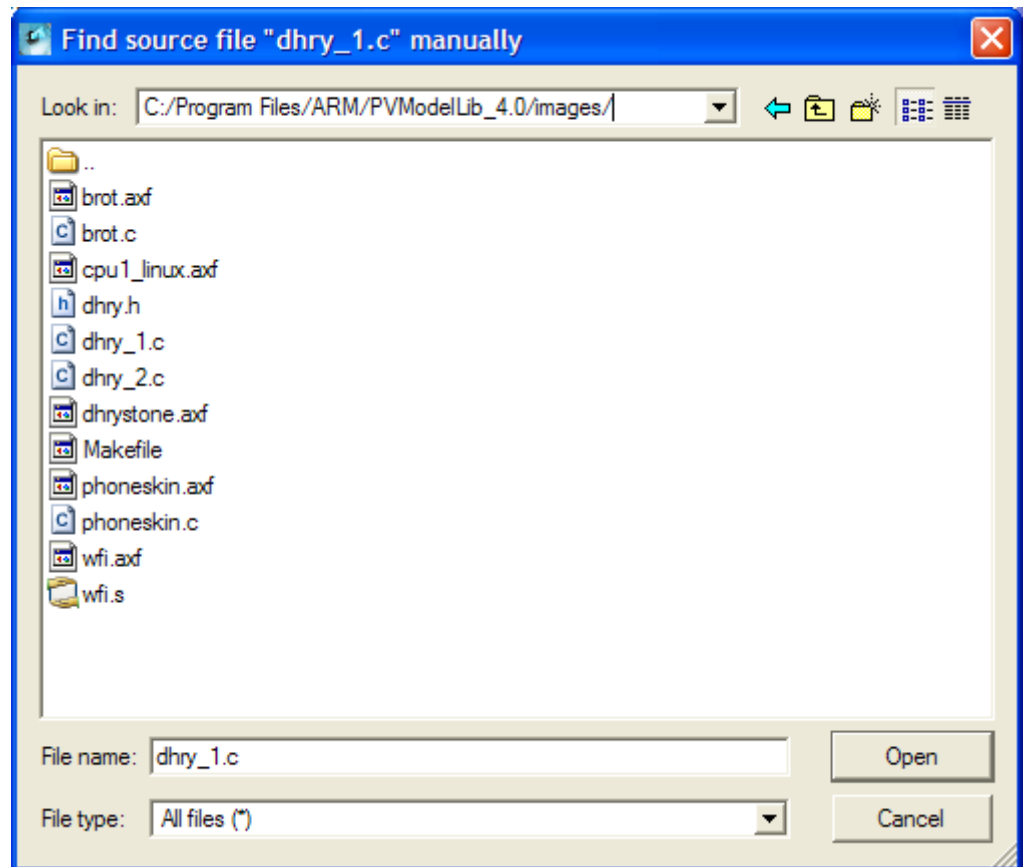 Find source file "dhry_1.c" manually
Look in: C:/Program Files/ARM/PVModelLib_4.0/images/
..
brot.axf
brot.c
cpu1_linux.axf
dhry.h
dhry_1.c
dhry_2.c
dhrystone.axf
Makefile
phoneskin.axf
phoneskin.c
wfi.axf
wfi.s
File name: dhry_1.c Open
File type: All files (*) Cancel